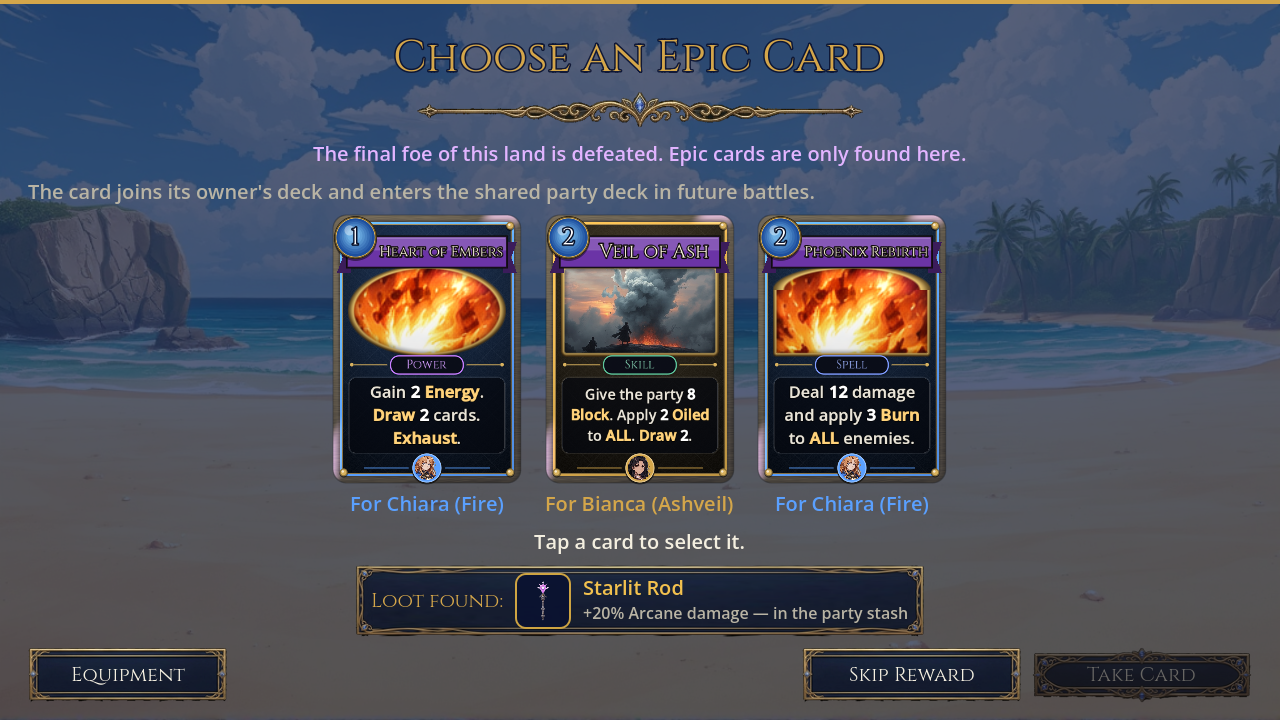 Choose an Epic Card
The final foe of this land is defeated. Epic cards are only found here.
The card joins its owner's deck and enters the shared party deck in future battles.
1
Heart of Embers
Power
Gain 2 Energy.
Draw 2 cards.
Exhaust.
For Chiara (Fire)
2
Veil of Ash
Skill
Give the party 8
Block. Apply 2 Oiled
to ALL. Draw 2.
For Bianca (Ashveil)
2
Phoenix Rebirth
Spell
Deal 12 damage
and apply 3 Burn
to ALL enemies.
For Chiara (Fire)
Tap a card to select it.
Loot found:
Starlit Rod
+20% Arcane damage — in the party stash
Equipment
Skip Reward
Take Card